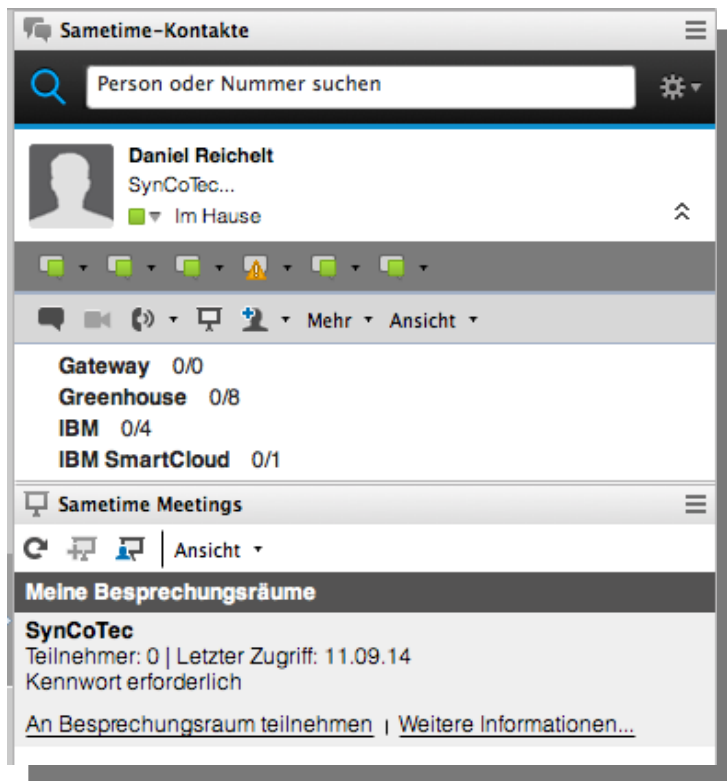 Sametime-Kontakte
Person oder Nummer suchen
Daniel Reichelt
SynCoTec...
Im Hause
Mehr Ansicht
Gateway 0/0
Greenhouse 0/8
IBM 0/4
IBM SmartCloud 0/1
Sametime Meetings
Ansicht
Meine Besprechungsräume
SynCoTec
Teilnehmer: 0 | Letzter Zugriff: 11.09.14
Kennwort erforderlich
An Besprechungsraum teilnehmen | Weitere Informationen...